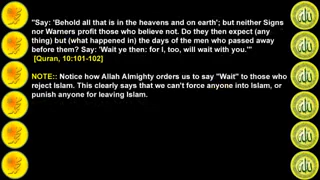 "Say: 'Behold all that is in the heavens and on earth'; but neither Signs
nor Warners profit those who believe not. Do they then expect (any
thing) but (what happened in) the days of the men who passed away
before them? Say: 'Wait ye then: for I, too, will wait with you.'"
[Quran, 10:101-102]
NOTE:: Notice how Allah Almighty orders us to say "Wait" to those who
reject Islam. This clearly says that we can't force anyone into Islam, or
punish anyone for leaving Islam.